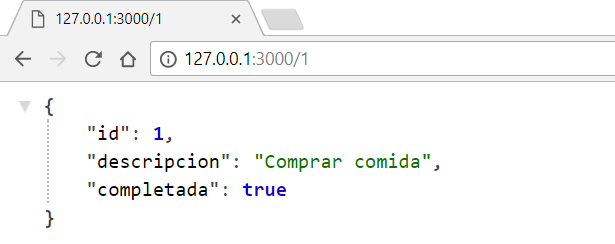 127.0.0.1:3000/1
127.0.0.1:3000/1
{
"id": 1,
"descripcion": "Comprar comida",
"completada": true
}